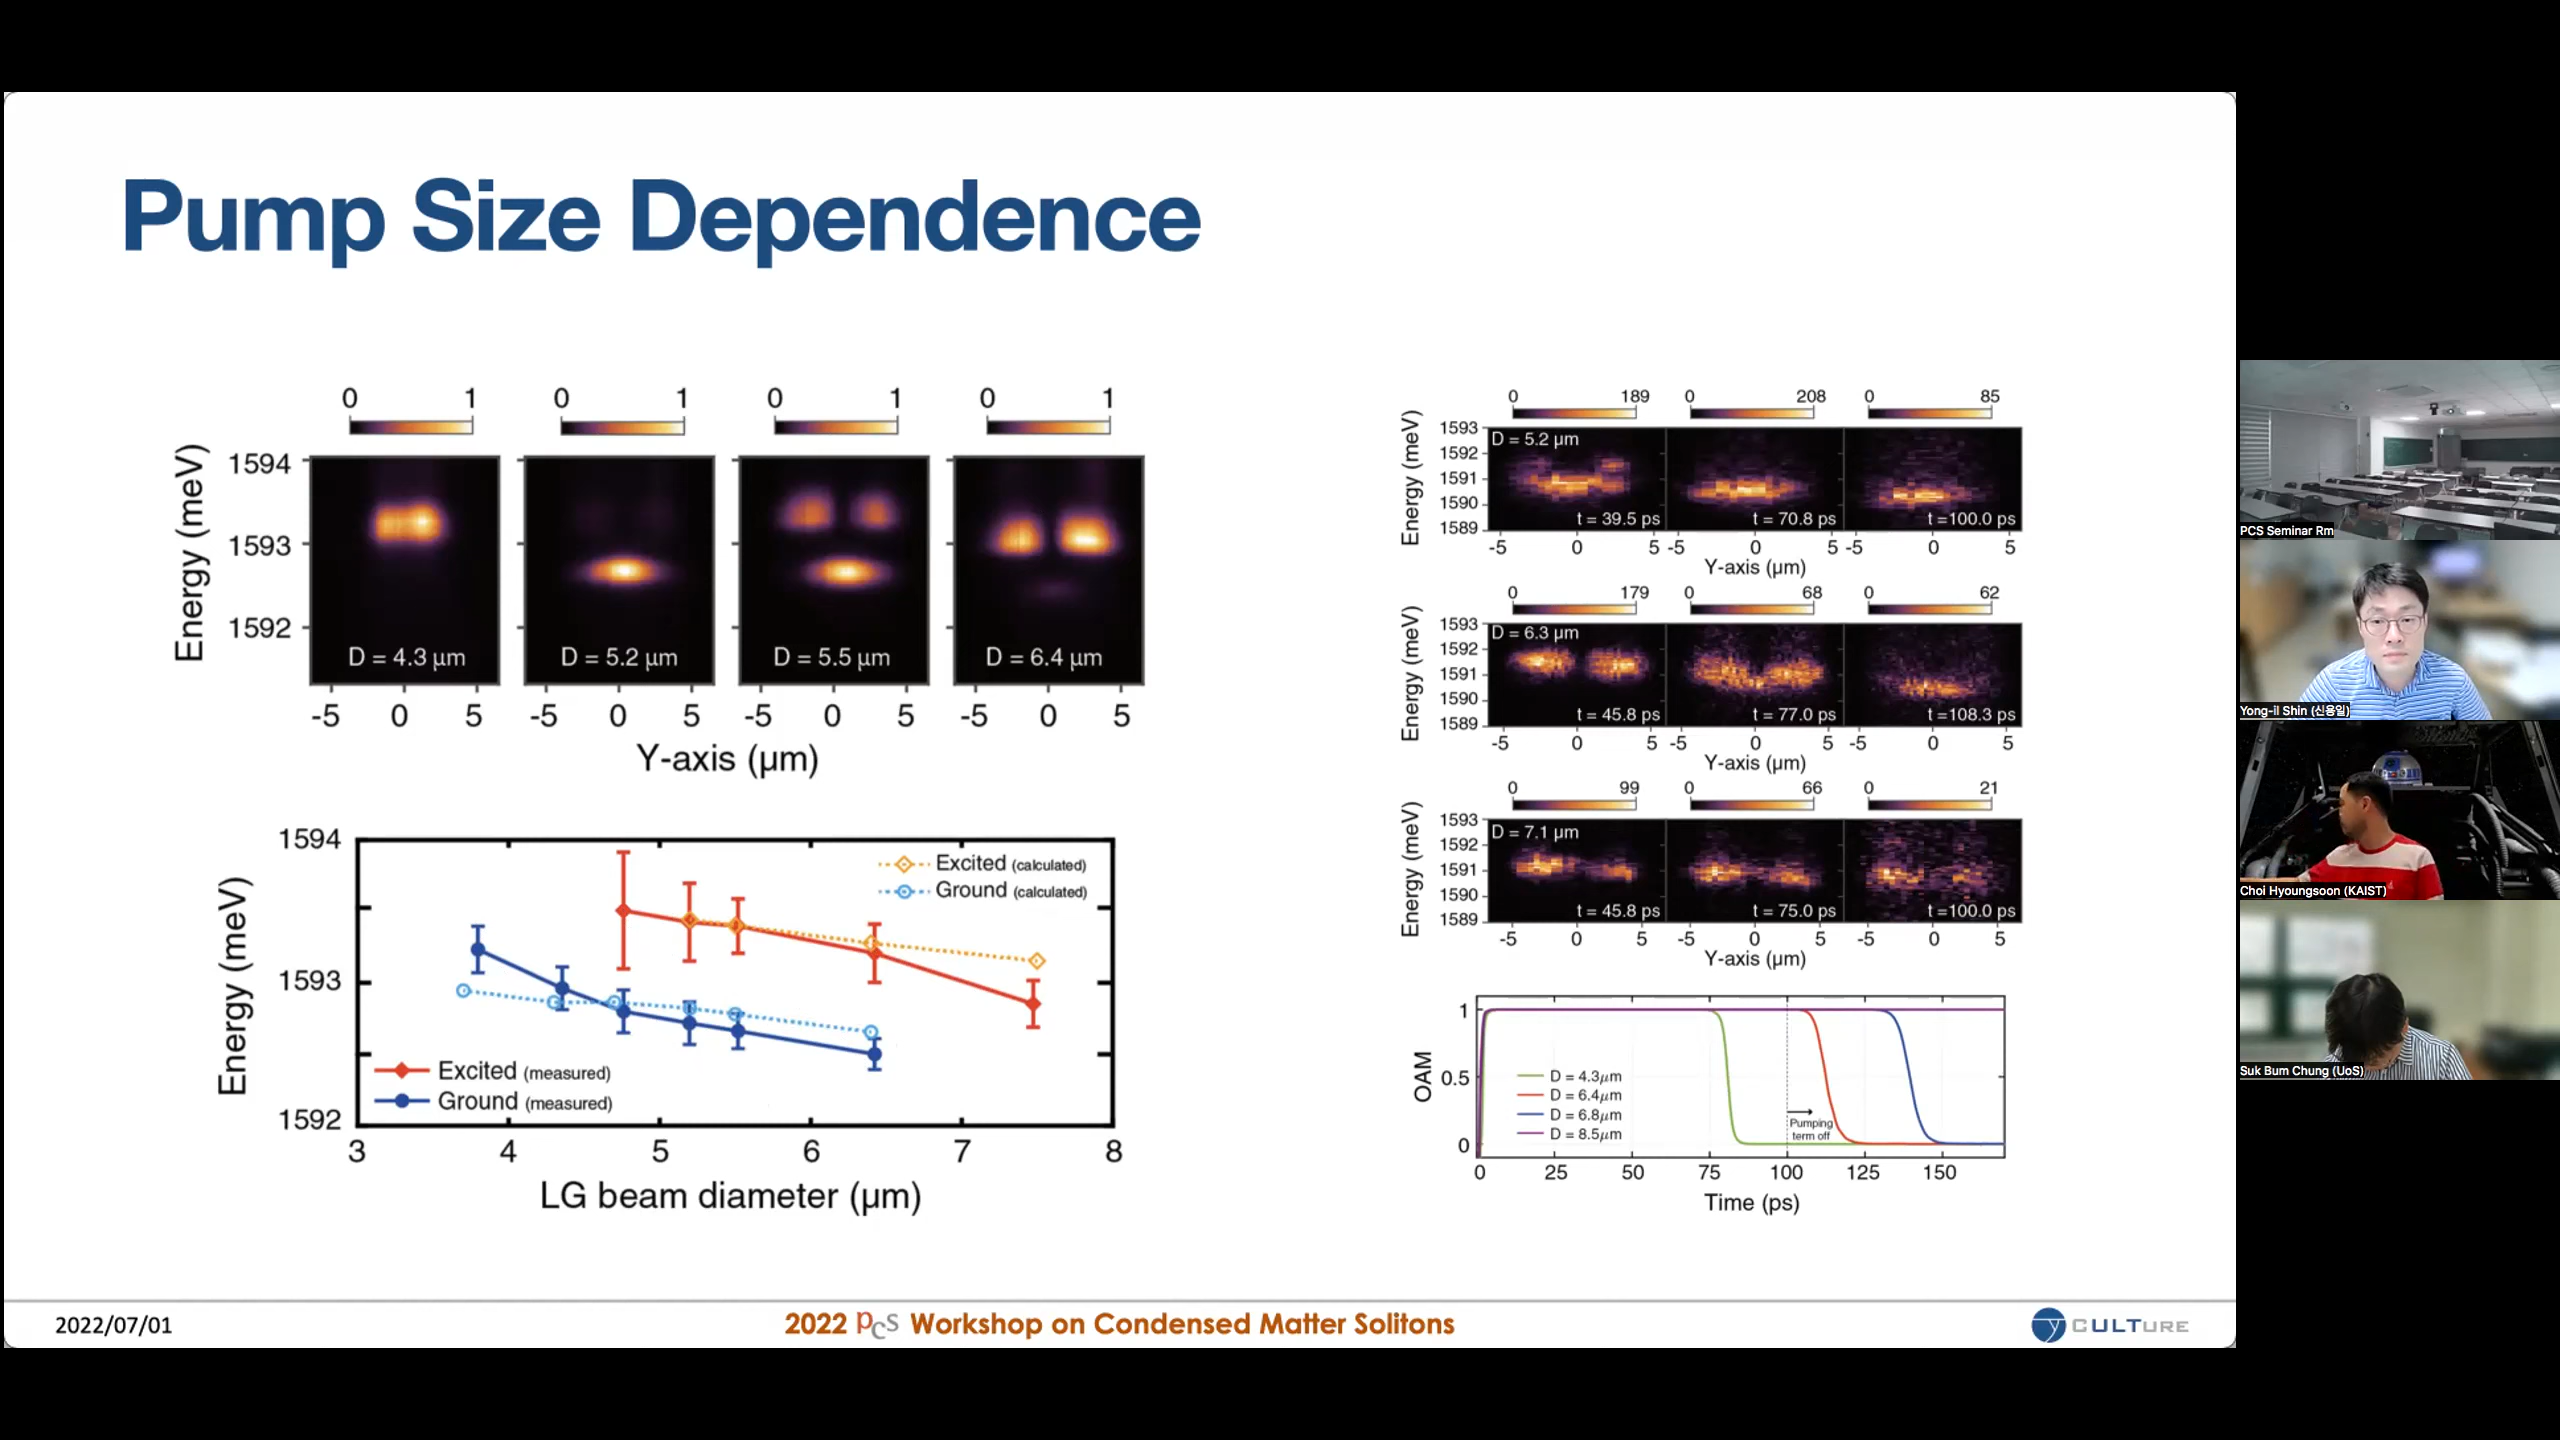 Pump Size Dependence
0 1 0 1 0 1 0 1
Energy (meV)
1594
1593
1592
D = 4.3 μm D = 5.2 μm D = 5.5 μm D = 6.4 μm
-5 0 5 -5 0 5 -5 0 5 -5 0 5
Y-axis (μm)
Energy (meV)
1594
1593
1592
Excited (calculated)
Ground (calculated)
Excited (measured)
Ground (measured)
3 4 5 6 7 8
LG beam diameter (μm)
0 189 0 208 0 85
Energy (meV)
1593
1592
1591
1590
1589
D = 5.2 μm
t = 39.5 ps t = 70.8 ps t =100.0 ps
-5 0 5 -5 0 5 -5 0 5
Y-axis (μm)
0 179 0 68 0 62
Energy (meV)
1593
1592
1591
1590
1589
D = 6.3 μm
t = 45.8 ps t = 77.0 ps t =108.3 ps
-5 0 5 -5 0 5 -5 0 5
Y-axis (μm)
0 99 0 66 0 21
Energy (meV)
1593
1592
1591
1590
1589
D = 7.1 μm
t = 45.8 ps t = 75.0 ps t =100.0 ps
-5 0 5 -5 0 5 -5 0 5
Y-axis (μm)
OAM
1
0.5
0
D = 4.3μm
D = 6.4μm
D = 6.8μm
D = 8.5μm
Pumping
term off
0 25 50 75 100 125 150
Time (ps)
2022/07/01
2022 PCS Workshop on Condensed Matter Solitons
CULTURE
PCS Seminar Rm
Yong-il Shin (신용일)
Choi Hyoungsoon (KAIST)
Suk Bum Chung (UoS)